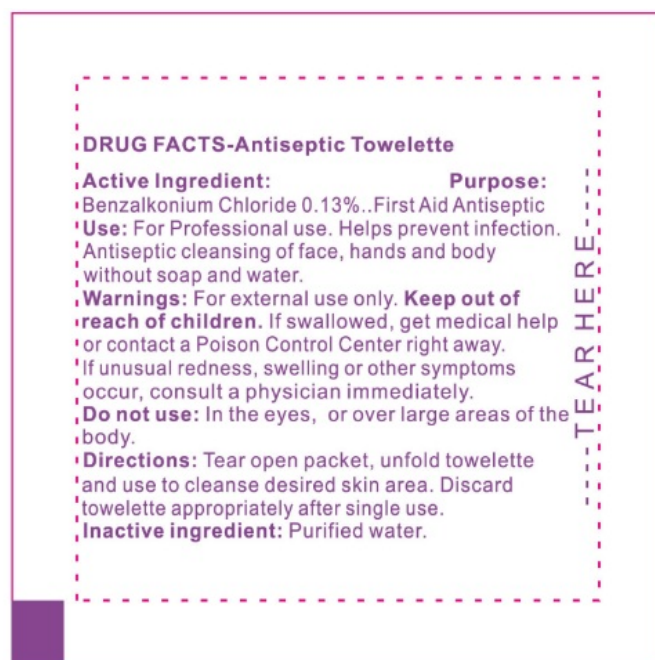 DRUG FACTS-Antiseptic Towelette
Active Ingredient: Purpose:
Benzalkonium Chloride 0.13%..First Aid Antiseptic
Use: For Professional use. Helps prevent infection.
Antiseptic cleansing of face, hands and body
without soap and water.
Warnings: For external use only. Keep out of
reach of children. If swallowed, get medical help
or contact a Poison Control Center right away.
If unusual redness, swelling or other symptoms
occur, consult a physician immediately.
Do not use: In the eyes, or over large areas of the
body.
Directions: Tear open packet, unfold towelette
and use to cleanse desired skin area. Discard
towelette appropriately after single use.
Inactive ingredient: Purified water.
-----TEAR HERE-----